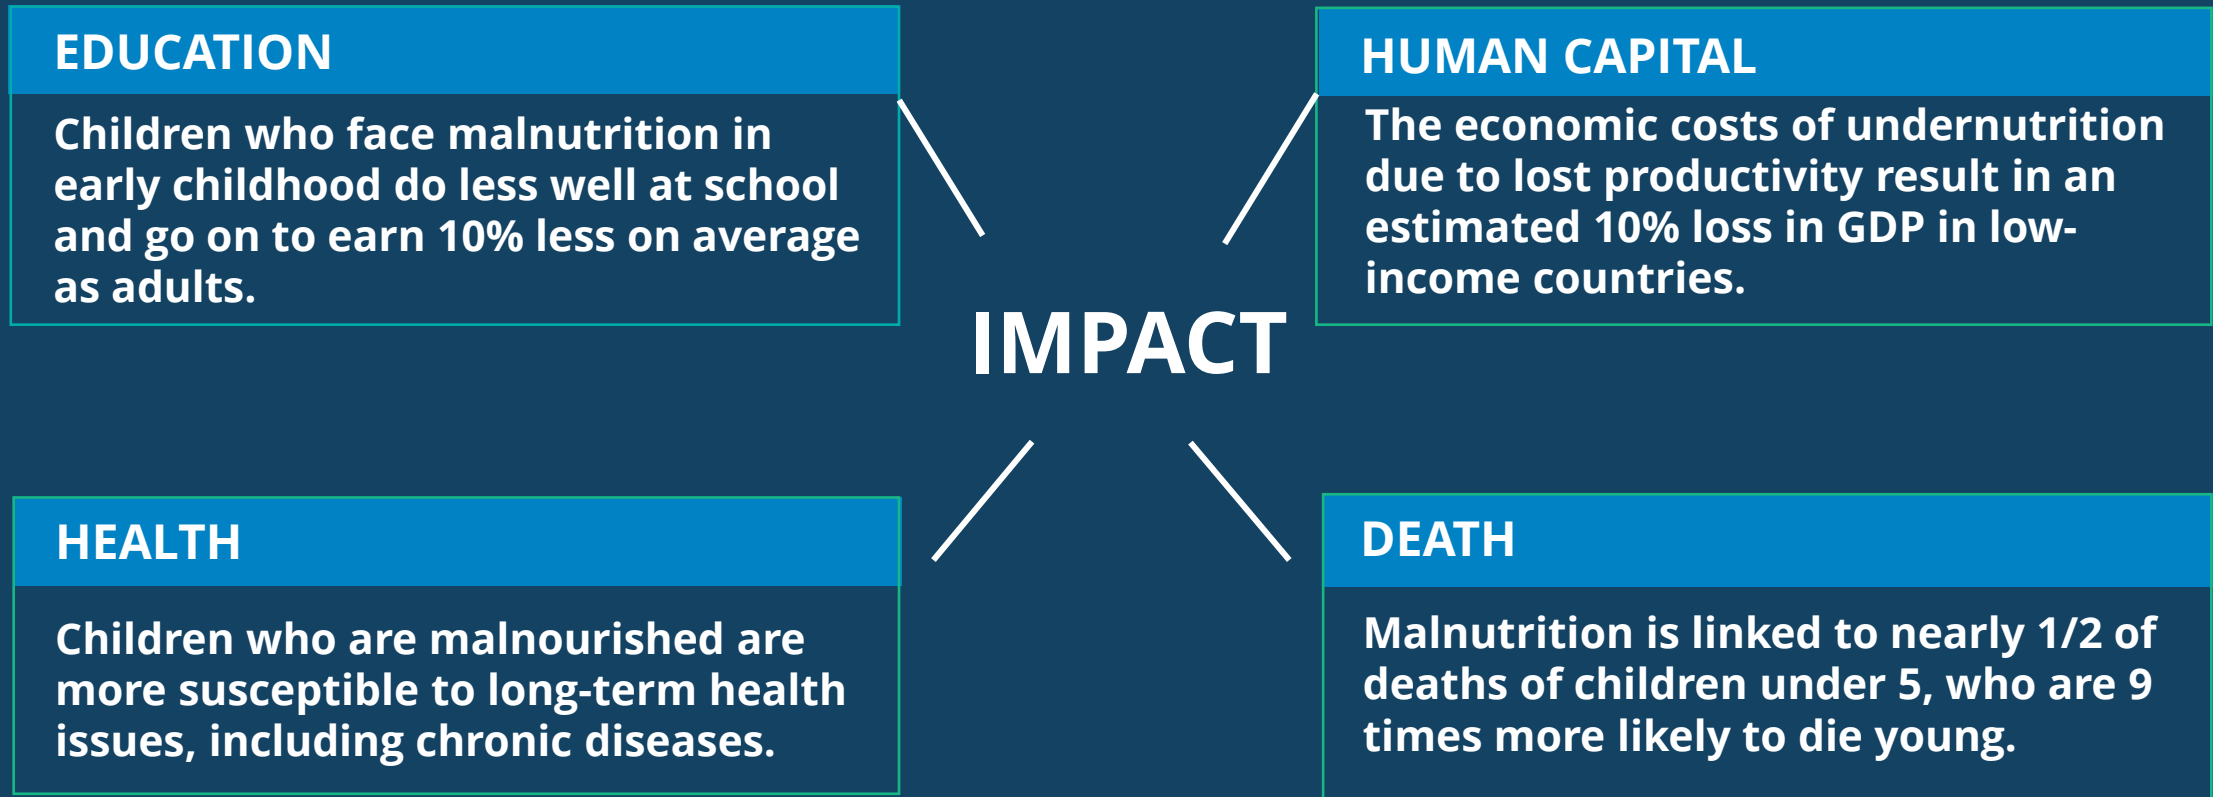 EDUCATION
Children who face malnutrition in
early childhood do less well at school
and go on to earn 10% less on average
as adults.
HUMAN CAPITAL
The economic costs of undernutrition
due to lost productivity result in an
estimated 10% loss in GDP in low-
income countries.
IMPACT
HEALTH
Children who are malnourished are
more susceptible to long-term health
issues, including chronic diseases.
DEATH
Malnutrition is linked to nearly 1/2 of
deaths of children under 5, who are 9
times more likely to die young.